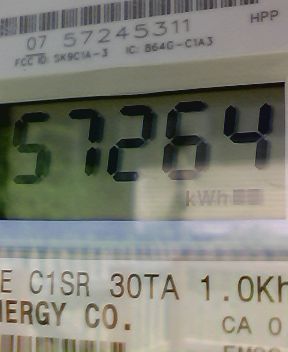 HPP
07 57245311
FCC ID: SK9C1A-3 IC: 864G-C1A3
57264
kWh
E C1SR 30TA 1.0Kh
NERGY CO.
CA 0